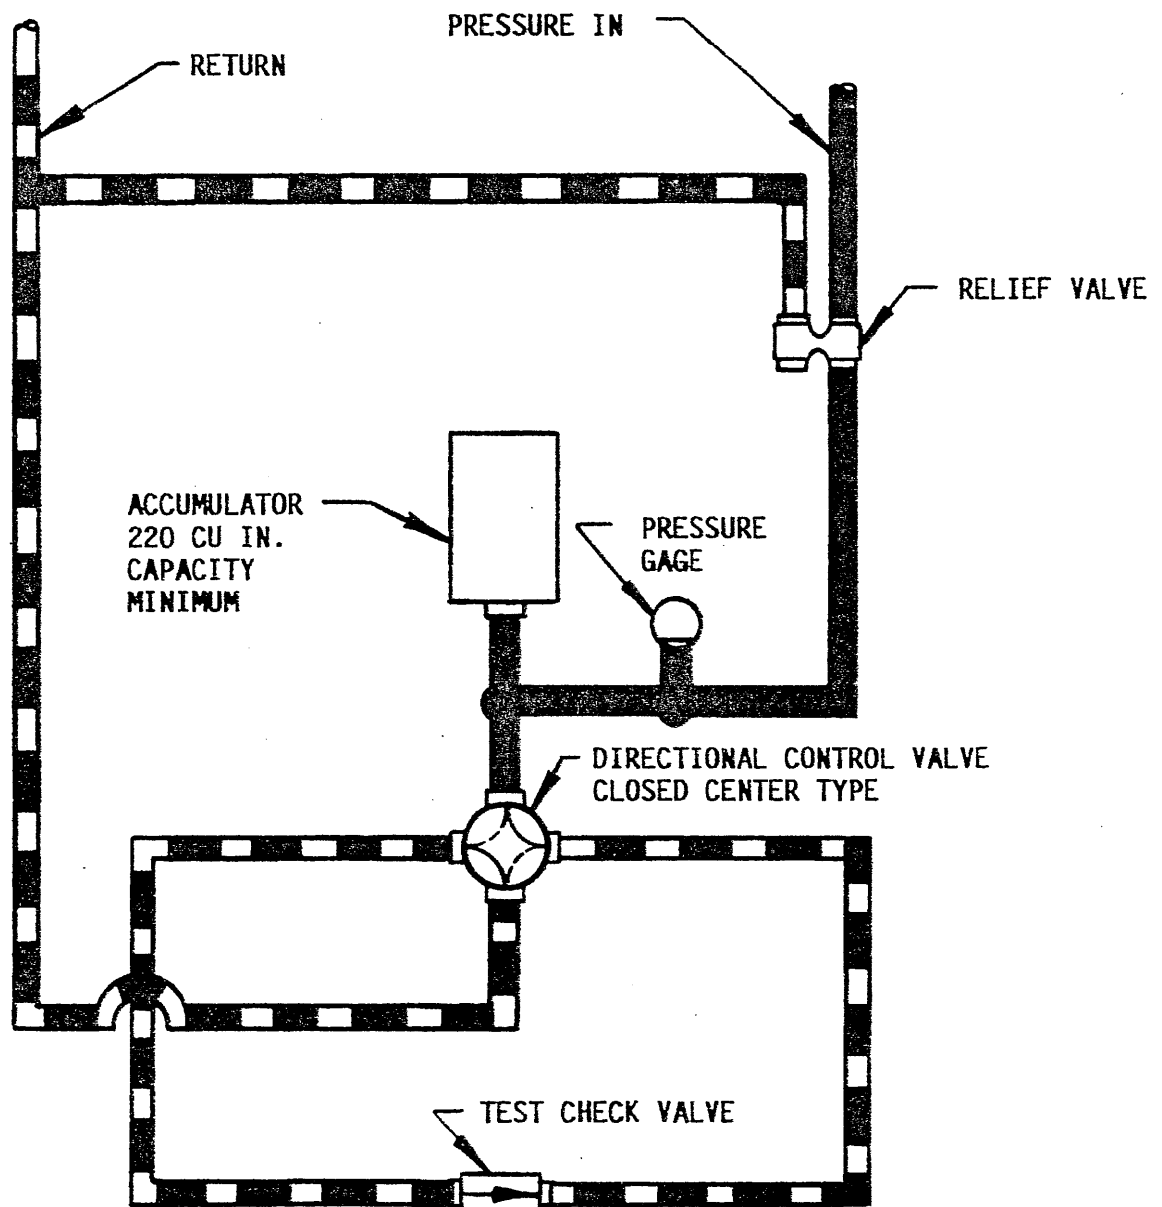 PRESSURE IN
RETURN
RELIEF VALVE
ACCUMULATOR
220 CU IN.
CAPACITY
MINIMUM
PRESSURE
GAGE
DIRECTIONAL CONTROL VALVE
CLOSED CENTER TYPE
TEST CHECK VALVE